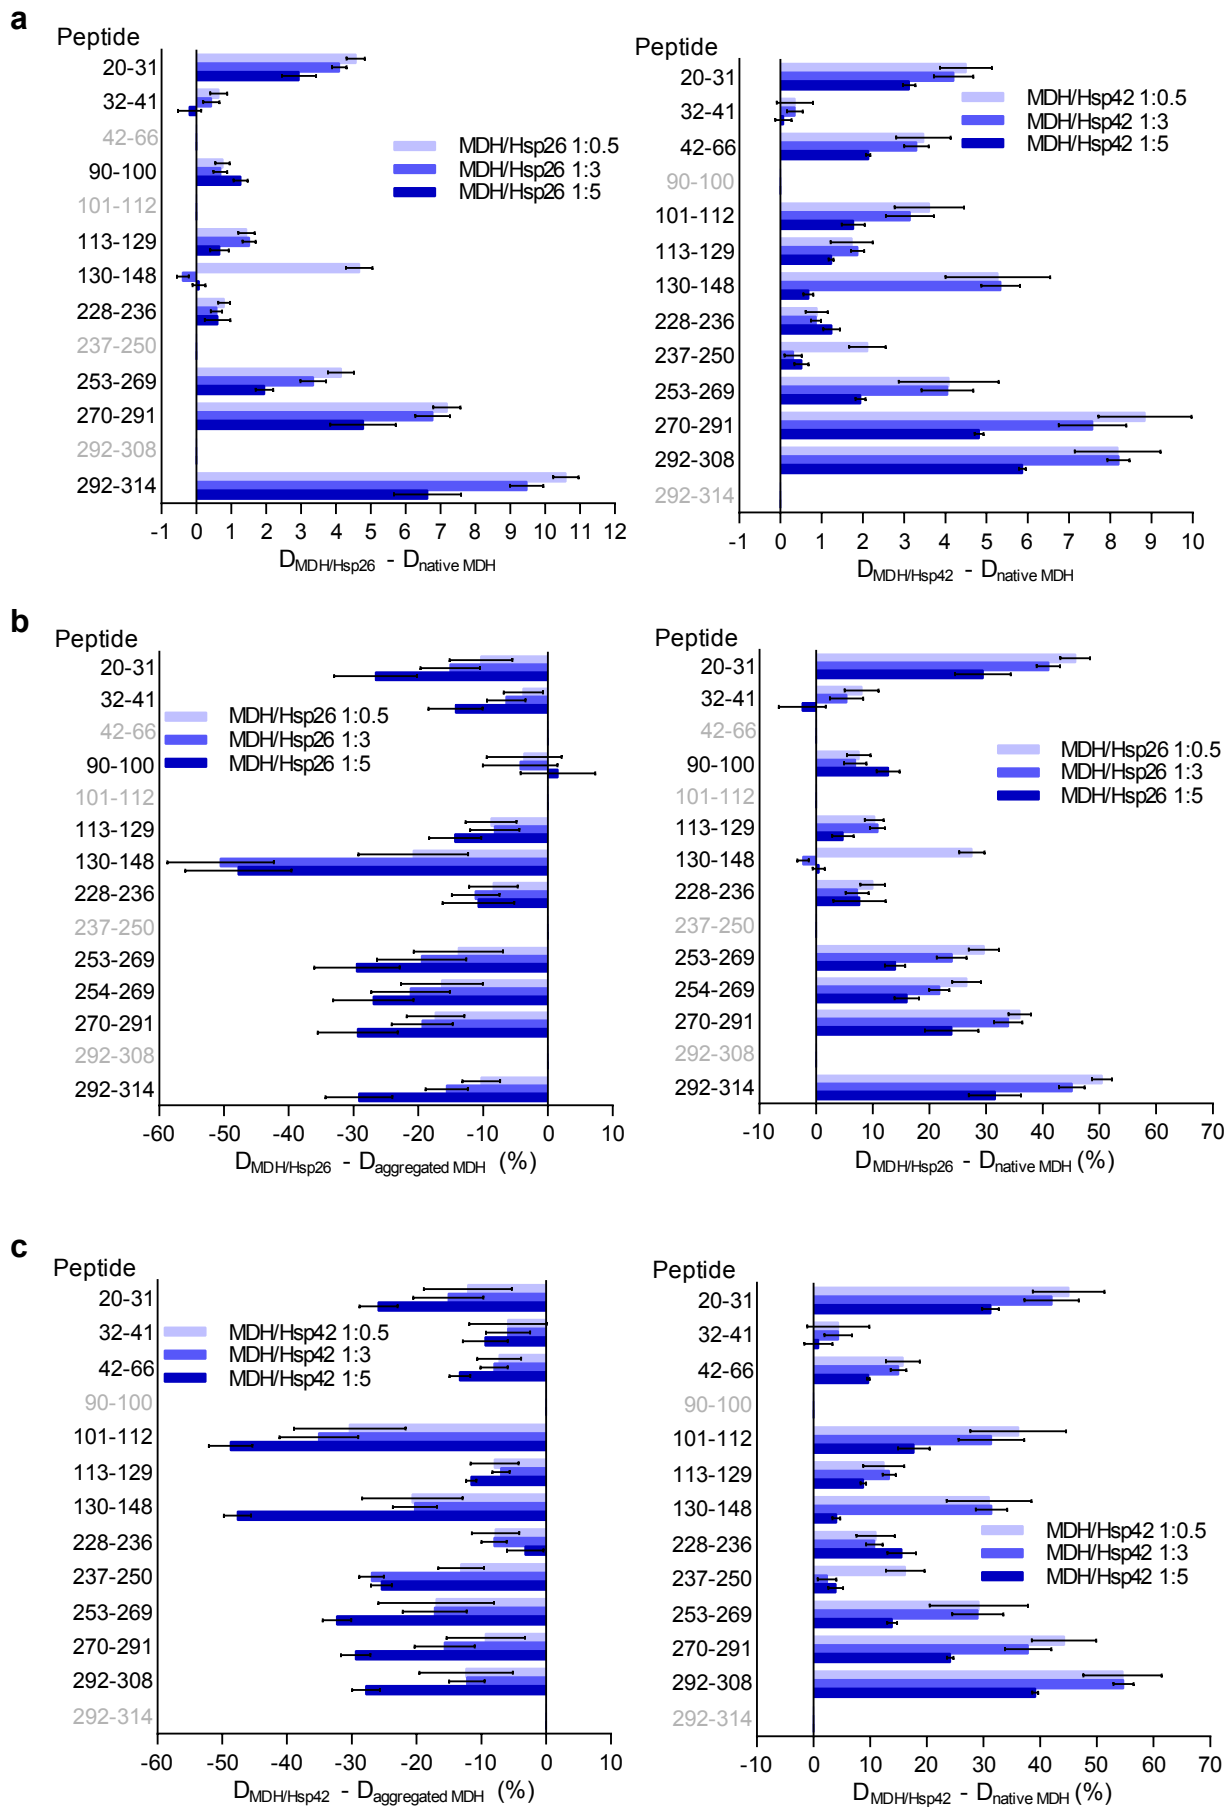 a
Peptide
20-31
32-41
42-66
90-100
101-112
113-129
130-148
228-236
237-250
253-269
270-291
292-308
292-314
MDH/Hsp26 1:0.5
MDH/Hsp26 1:3
MDH/Hsp26 1:5
-1 0 1 2 3 4 5 6 7 8 9 10 11 12
D MDH/Hsp26 - D native MDH
Peptide
20-31
32-41
42-66
90-100
101-112
113-129
130-148
228-236
237-250
253-269
270-291
292-308
292-314
MDH/Hsp42 1:0.5
MDH/Hsp42 1:3
MDH/Hsp42 1:5
-1 0 1 2 3 4 5 6 7 8 9 10
D MDH/Hsp42 - D native MDH
b
Peptide
20-31
32-41
42-66
90-100
101-112
113-129
130-148
228-236
237-250
253-269
254-269
270-291
292-308
292-314
MDH/Hsp26 1:0.5
MDH/Hsp26 1:3
MDH/Hsp26 1:5
-60 -50 -40 -30 -20 -10 0 10
D MDH/Hsp26 - D aggregated MDH (%)
Peptide
20-31
32-41
42-66
90-100
101-112
113-129
130-148
228-236
237-250
253-269
254-269
270-291
292-308
292-314
MDH/Hsp26 1:0.5
MDH/Hsp26 1:3
MDH/Hsp26 1:5
-10 0 10 20 30 40 50 60 70
D MDH/Hsp26 - D native MDH (%)
c
Peptide
20-31
32-41
42-66
90-100
101-112
113-129
130-148
228-236
237-250
253-269
270-291
292-308
292-314
MDH/Hsp42 1:0.5
MDH/Hsp42 1:3
MDH/Hsp42 1:5
-60 -50 -40 -30 -20 -10 0 10
D MDH/Hsp42 - D aggregated MDH (%)
Peptide
20-31
32-41
42-66
90-100
101-112
113-129
130-148
228-236
237-250
253-269
270-291
292-308
292-314
MDH/Hsp42 1:0.5
MDH/Hsp42 1:3
MDH/Hsp42 1:5
-10 0 10 20 30 40 50 60 70
D MDH/Hsp42 - D native MDH (%)